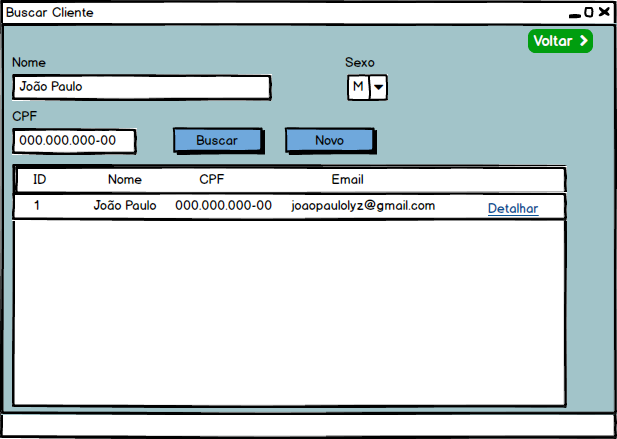 Buscar Cliente
Voltar
Nome Sexo
João Paulo M
CPF
000.000.000-00 Buscar Novo
ID Nome CPF Email
1 João Paulo 000.000.000-00 joaopaulolyz@gmail.com Detalhar